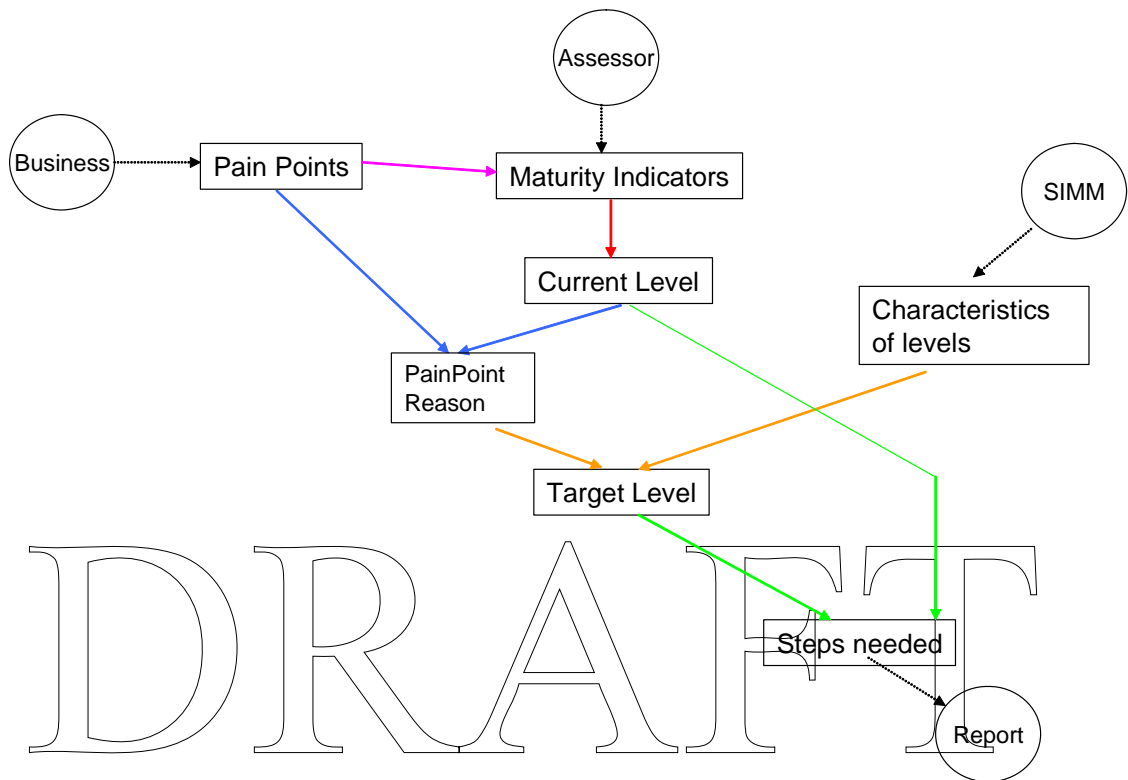 Assessor
Business
Pain Points
Maturity Indicators
SIMM
Current Level
Characteristics
of levels
PainPoint
Reason
Target Level
DRAFT
Steps needed
Report